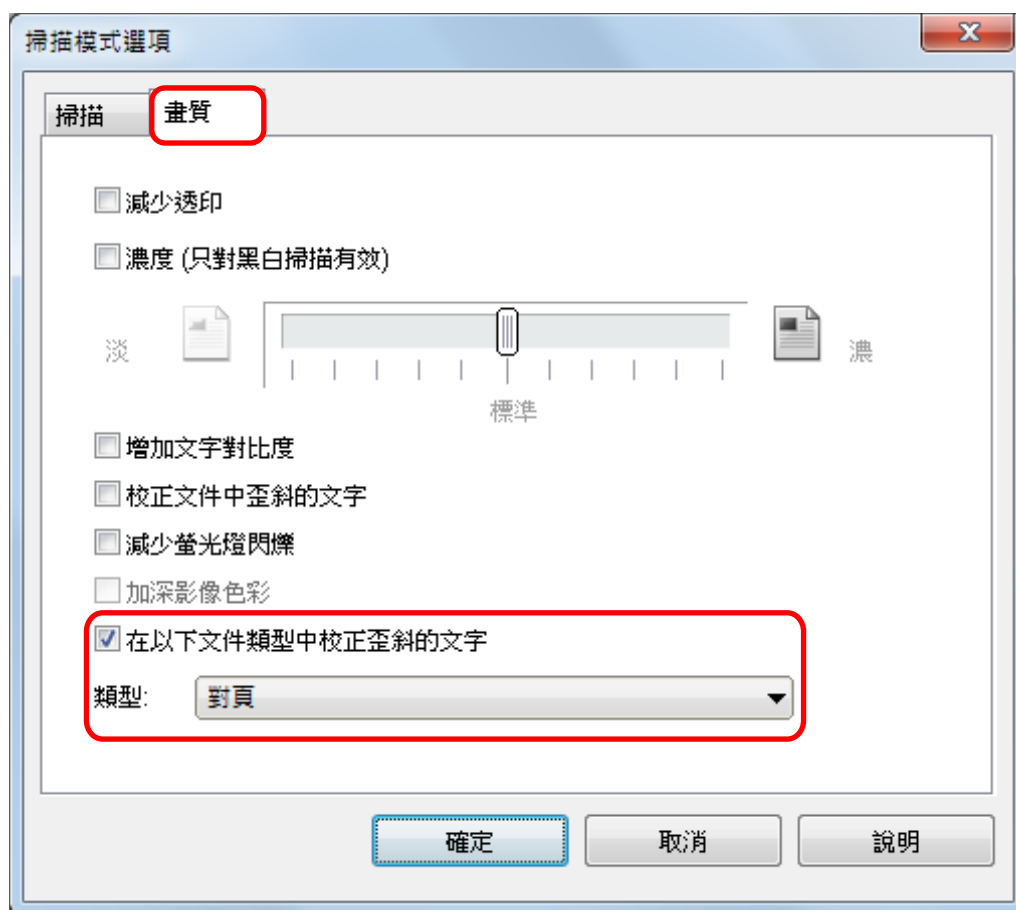 掃描模式選項
掃描 畫質
減少透印
濃度 (只對黑白掃描有效)
淡 濃
標準
增加文字對比度
校正文件中歪斜的文字
減少螢光燈閃爍
加深影像色彩
在以下文件類型中校正歪斜的文字
類型: 對頁
確定 取消 說明